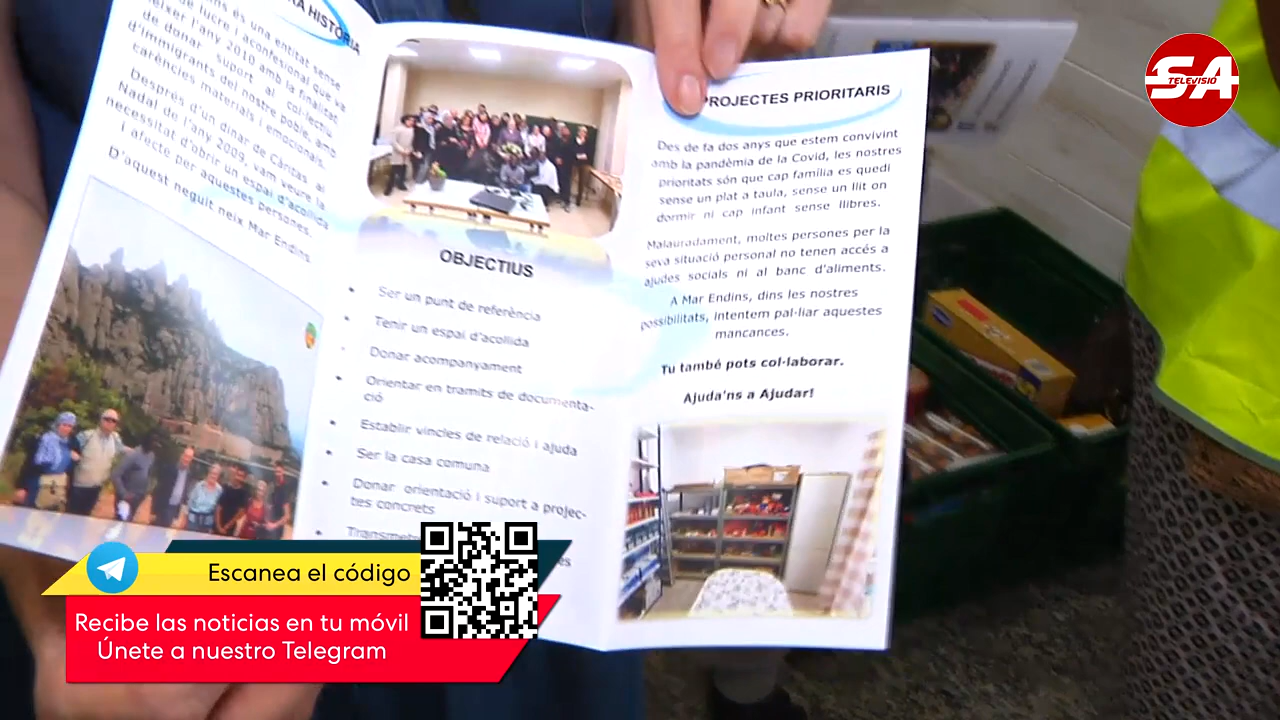 RA HISTÒRIA
ns és una entitat sense
de lucre i aconfesional que va
néixer l'any 2010 amb la finalitat
de donar suport al col·lectiu
d'immigrants del nostre poble, amb
carències materials i emocionals.
Després d'un dinar de Càritas al
Nadal de l'any 2009, vam veure la
necessitat d'obrir un espai d'acollida
i afecte per aquestes persones.
D'aquest neguit neix Mar Endins
OBJECTIUS
• Ser un punt de referència
• Tenir un espai d'acollida
• Donar acompanyament
• Orientar en tramits de documenta-
ció
• Establir vincles de relació i ajuda
• Ser la casa comuna
• Donar orientació i suport a projec-
tes concrets
• Transmet
es
PROJECTES PRIORITARIS
Des de fa dos anys que estem convivint
amb la pandèmia de la Covid, les nostres
prioritats són que cap família es quedi
sense un plat a taula, sense un llit on
dormir ni cap infant sense llibres.
Malauradament, moltes persones per la
seva situació personal no tenen accés a
ajudes socials ni al banc d'aliments.
A Mar Endins, dins les nostres
possibilitats, intentem pal·liar aquestes
mancances.
Tu també pots col·laborar.
Ajuda'ns a Ajudar!
SA
TELEVISIÓ
Escanea el código
Recibe las noticias en tu móvil
Únete a nuestro Telegram